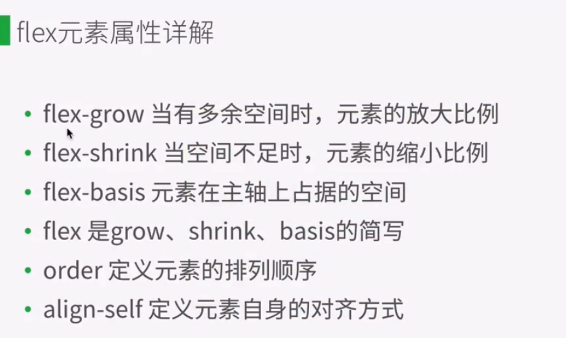 flex元素属性详解
• flex-grow 当有多余空间时，元素的放大比例
• flex-shrink 当空间不足时，元素的缩小比例
• flex-basis 元素在主轴上占据的空间
• flex 是grow、shrink、basis的简写
• order 定义元素的排列顺序
• align-self 定义元素自身的对齐方式